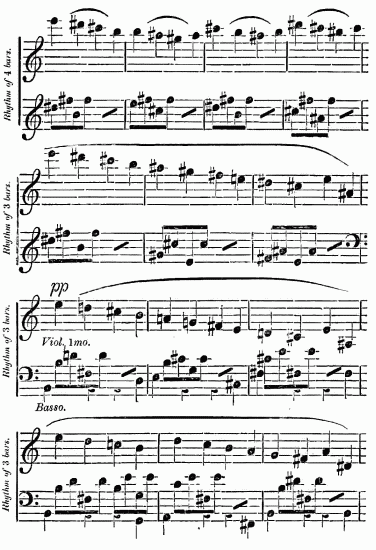 Rhythm of 4 bars.
Rhythm of 3 bars.
pp
Rhythm of 3 bars.
Viol. 1mo.
Basso.
Rhythm of 3 bars.